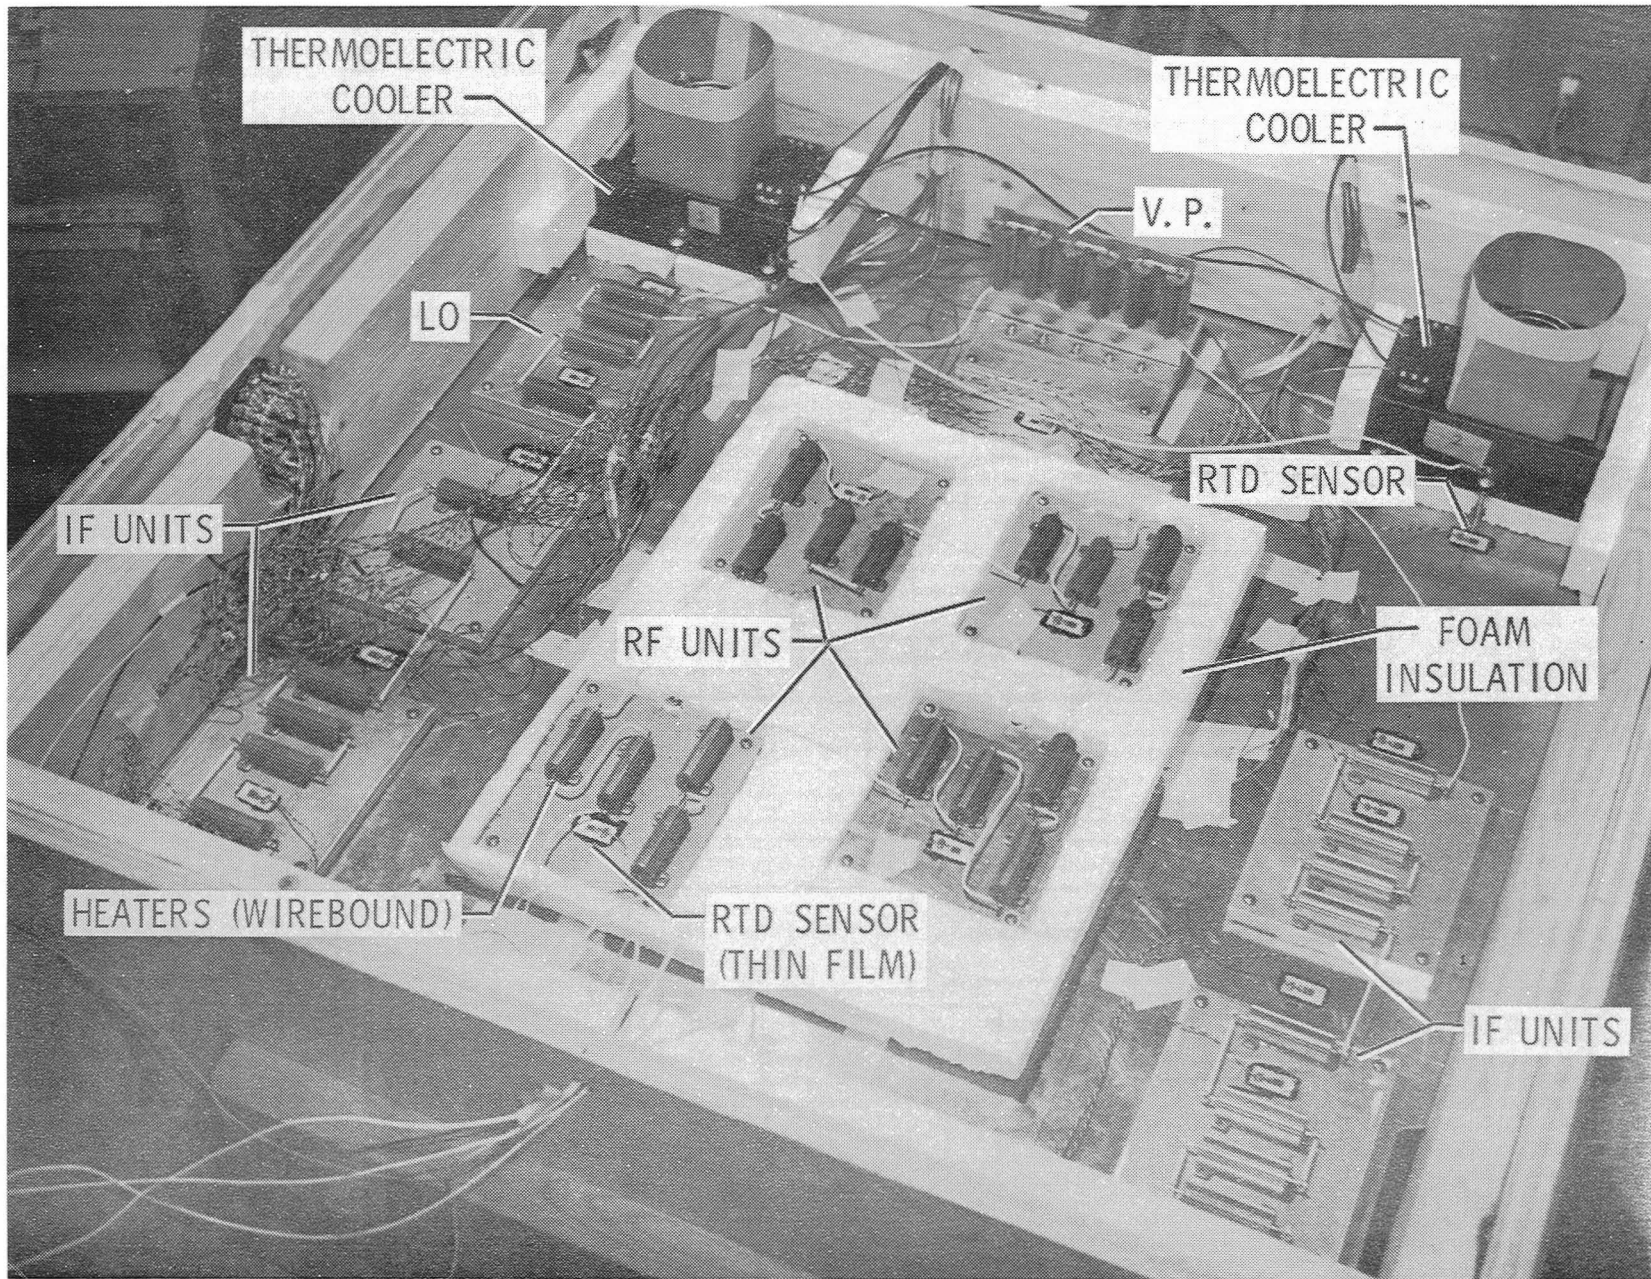 THERMOELECTRIC
COOLER
THERMOELECTRIC
COOLER
V. P.
LO
RTD SENSOR
IF UNITS
RF UNITS
FOAM
INSULATION
HEATERS (WIREBOUND)
RTD SENSOR
(THIN FILM)
IF UNITS
2